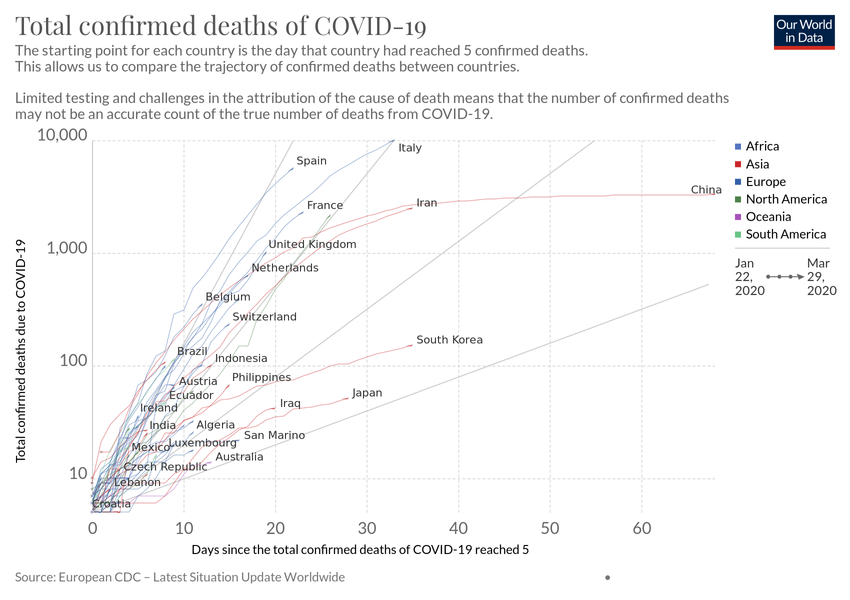 Total confirmed deaths of COVID-19
Our World
in Data
The starting point for each country is the day that country had reached 5 confirmed deaths.
This allows us to compare the trajectory of confirmed deaths between countries.
Limited testing and challenges in the attribution of the cause of death means that the number of confirmed deaths
may not be an accurate count of the true number of deaths from COVID-19.
Total confirmed deaths due to COVID-19
10,000
1,000
100
10
Italy
Spain
China
Iran
France
United Kingdom
Netherlands
Belgium
Switzerland
South Korea
Brazil
Indonesia
Austria
Philippines
Ecuador
Japan
Ireland
Iraq
India
Algeria
San Marino
Mexico
Luxembourg
Australia
Czech Republic
Lebanon
Croatia
0
10
20
30
40
50
60
Days since the total confirmed deaths of COVID-19 reached 5
Africa
Asia
Europe
North America
Oceania
South America
Jan
22,
2020
Mar
29,
2020
Source: European CDC – Latest Situation Update Worldwide